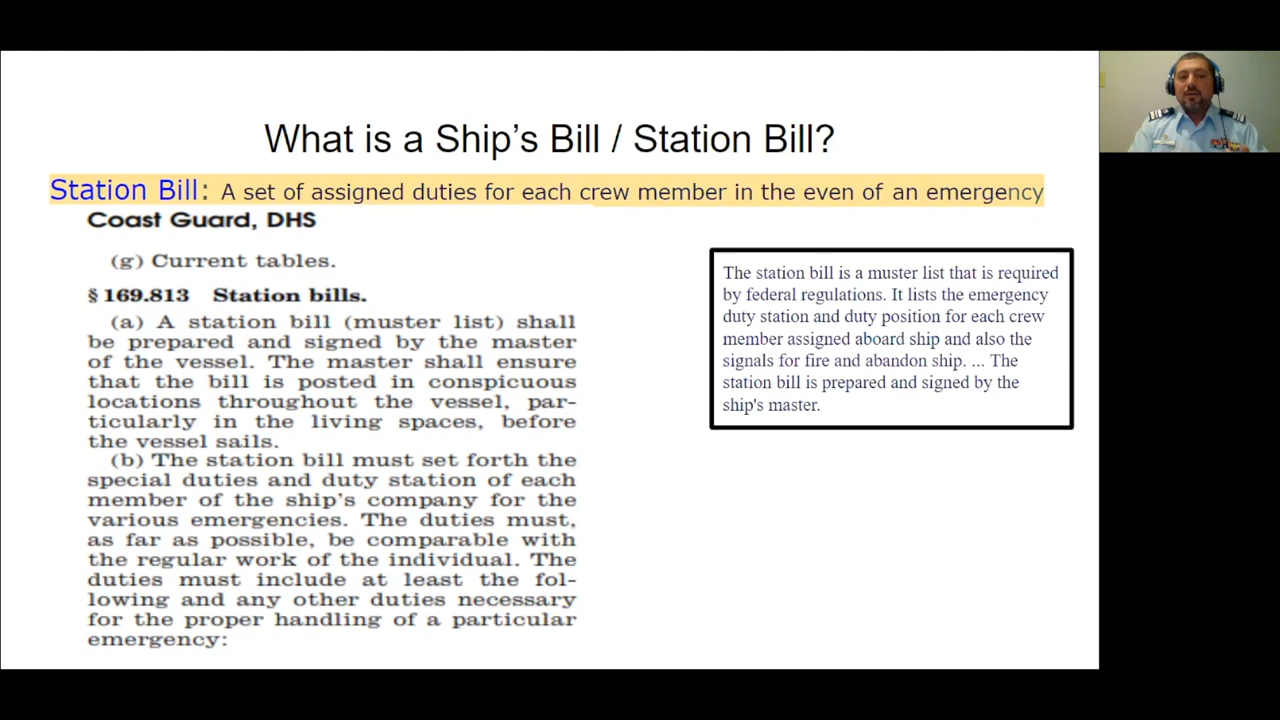 What is a Ship's Bill / Station Bill?
Station Bill: A set of assigned duties for each crew member in the even of an emergency
Coast Guard, DHS
(g) Current tables.
§ 169.813 Station bills.
(a) A station bill (muster list) shall
be prepared and signed by the master
of the vessel. The master shall ensure
that the bill is posted in conspicuous
locations throughout the vessel, par-
ticularly in the living spaces, before
the vessel sails.
(b) The station bill must set forth the
special duties and duty station of each
member of the ship's company for the
various emergencies. The duties must,
as far as possible, be comparable with
the regular work of the individual. The
duties must include at least the fol-
lowing and any other duties necessary
for the proper handling of a particular
emergency:
The station bill is a muster list that is required
by federal regulations. It lists the emergency
duty station and duty position for each crew
member assigned aboard ship and also the
signals for fire and abandon ship. ... The
station bill is prepared and signed by the
ship's master.